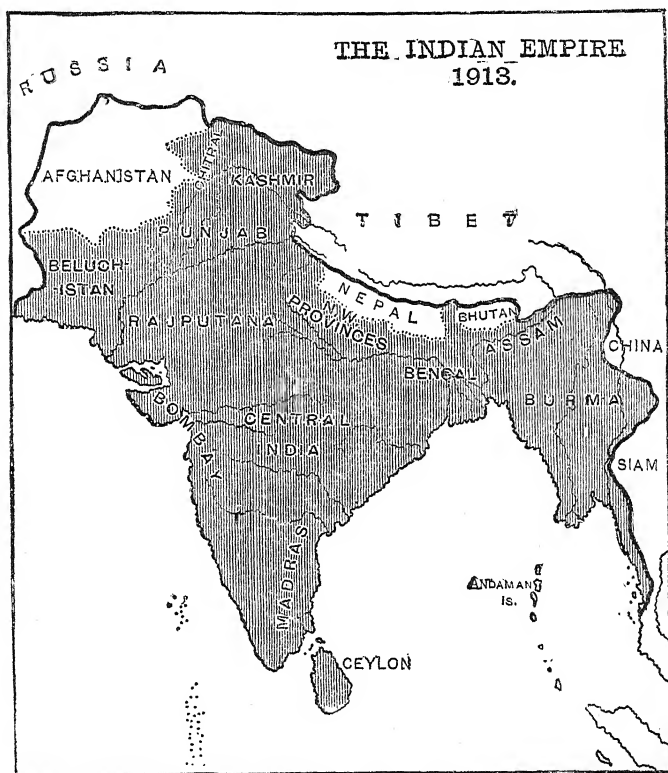 THE INDIAN EMPIRE
1913.
RUSSIA
AFGHANISTAN
CHITRAL
KASHMIR
PUNJAB
TIBET
BELUCH-
ISTAN
NEPAL
BHUTAN
N.W.
PROVINCES
RAJPUTANA
ASSAM
CHINA
BENGAL
BURMA
BOMBAY
CENTRAL
INDIA
SIAM
MADRAS
ANDAMAN
IS.
CEYLON